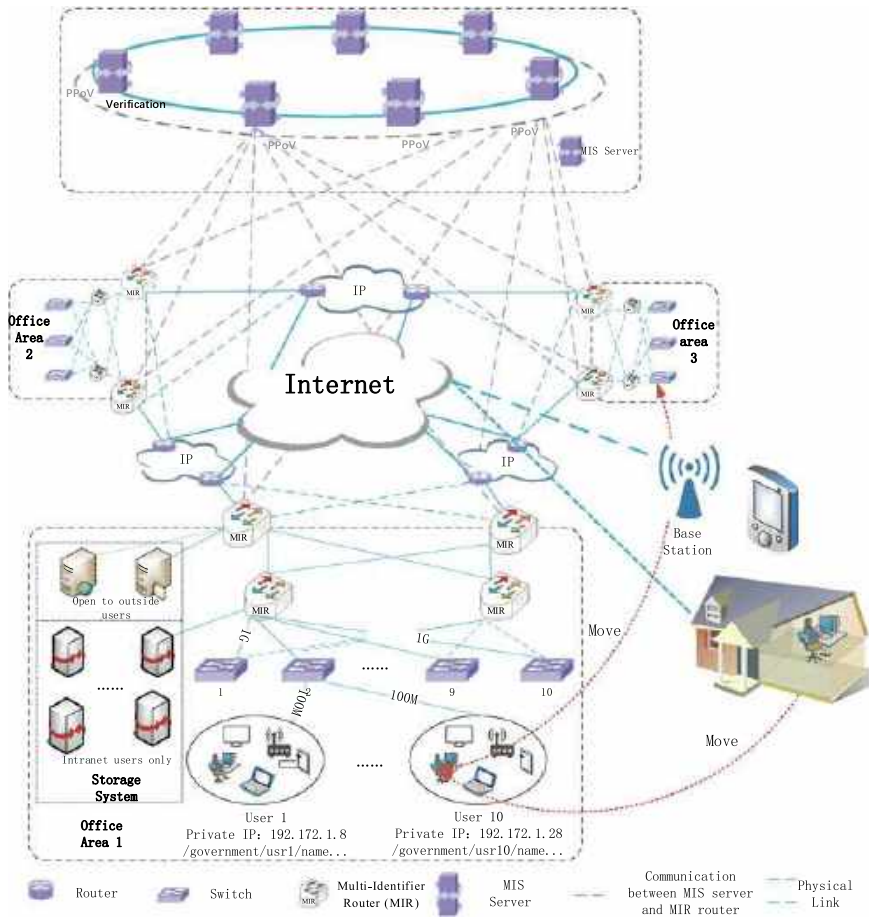 PPoV
Verification
PPoV
PPoV
PPoV
MIS Server
MIR
IP
MIR
Office
Area
2
Office
area
3
MIR
Internet
MIR
IP
IP
MIR
MIR
Base
Station
Open to outside
users
MIR
MIR
1G
1G
Move
......
1
2
9
10
......
100M
100M
Move
Intranet users only
Storage
System
......
Office
Area 1
User 1
Private IP: 192.172.1.8
/government/usr1/name...
User 10
Private IP: 192.172.1.28
/government/usr10/name...
Router
Switch
MIR
Multi-Identifier
Router (MIR)
MIS
Server
Communication
between MIS server
and MIR router
Physical
Link